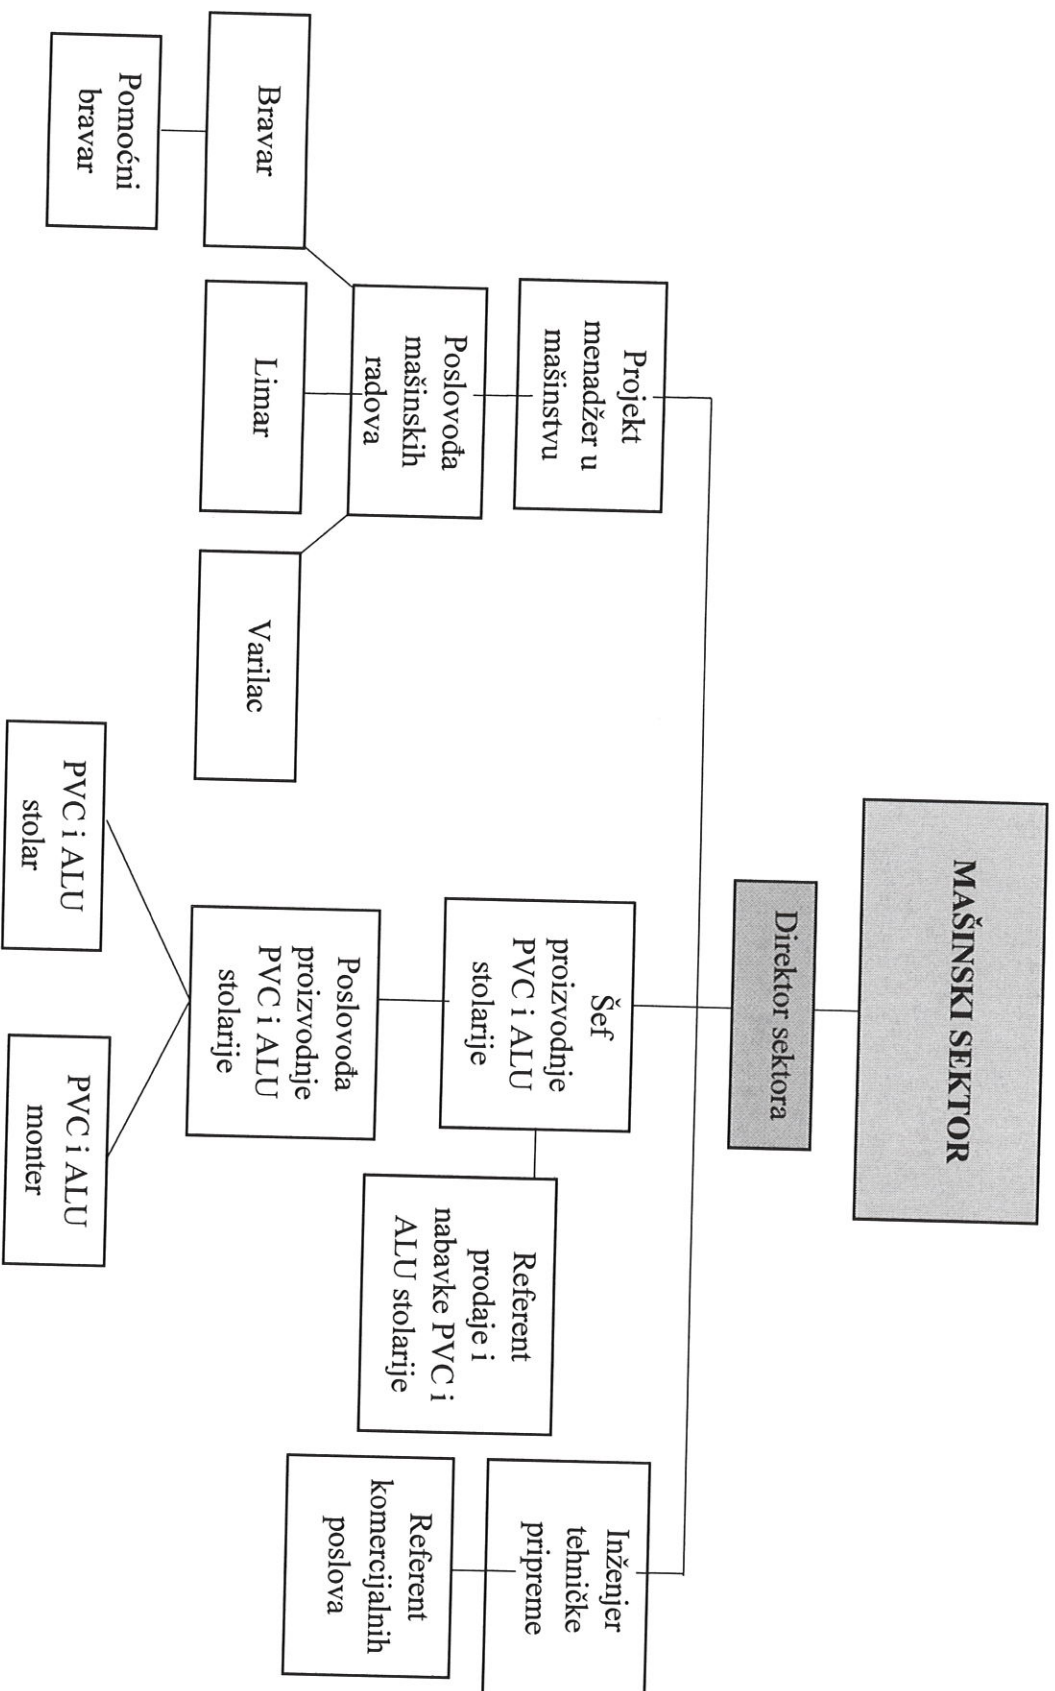 MAŠINSKI SEKTOR
Direktor sektora
Projekt
menadžer u
mašinstvu
Šef
proizvodnje
PVC i ALU
stolarije
Inženjer
tehničke
pripreme
Poslovođa
mašinskih
radova
Referent
prodaje i
nabavke PVC i
ALU stolarije
Referent
komercijalnih
poslova
Poslovođa
proizvodnje
PVC i ALU
stolarije
Bravar
Limar
Varilac
Pomoćni
bravar
PVC i ALU
stolar
PVC i ALU
monter